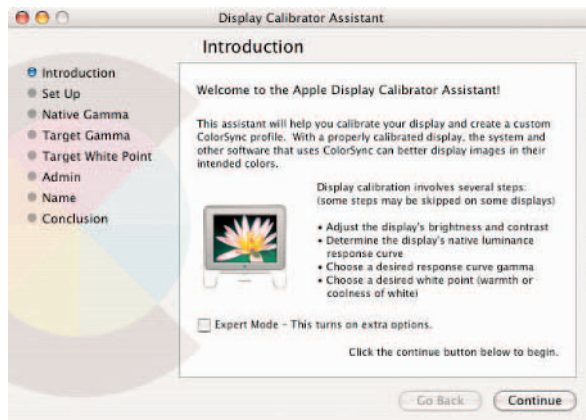 Display Calibrator Assistant
Introduction
Introduction
Set Up
Native Gamma
Target Gamma
Target White Point
Admin
Name
Conclusion
Welcome to the Apple Display Calibrator Assistant!
This assistant will help you calibrate your display and create a custom
ColorSync profile. With a properly calibrated display, the system and
other software that uses ColorSync can better display images in their
intended colors.
Display calibration involves several steps:
(some steps may be skipped on some displays)
• Adjust the display's brightness and contrast
• Determine the display's native luminance
response curve
• Choose a desired response curve gamma
• Choose a desired white point (warmth or
coolness of white)
Expert Mode – This turns on extra options.
Click the continue button below to begin.
Go Back
Continue